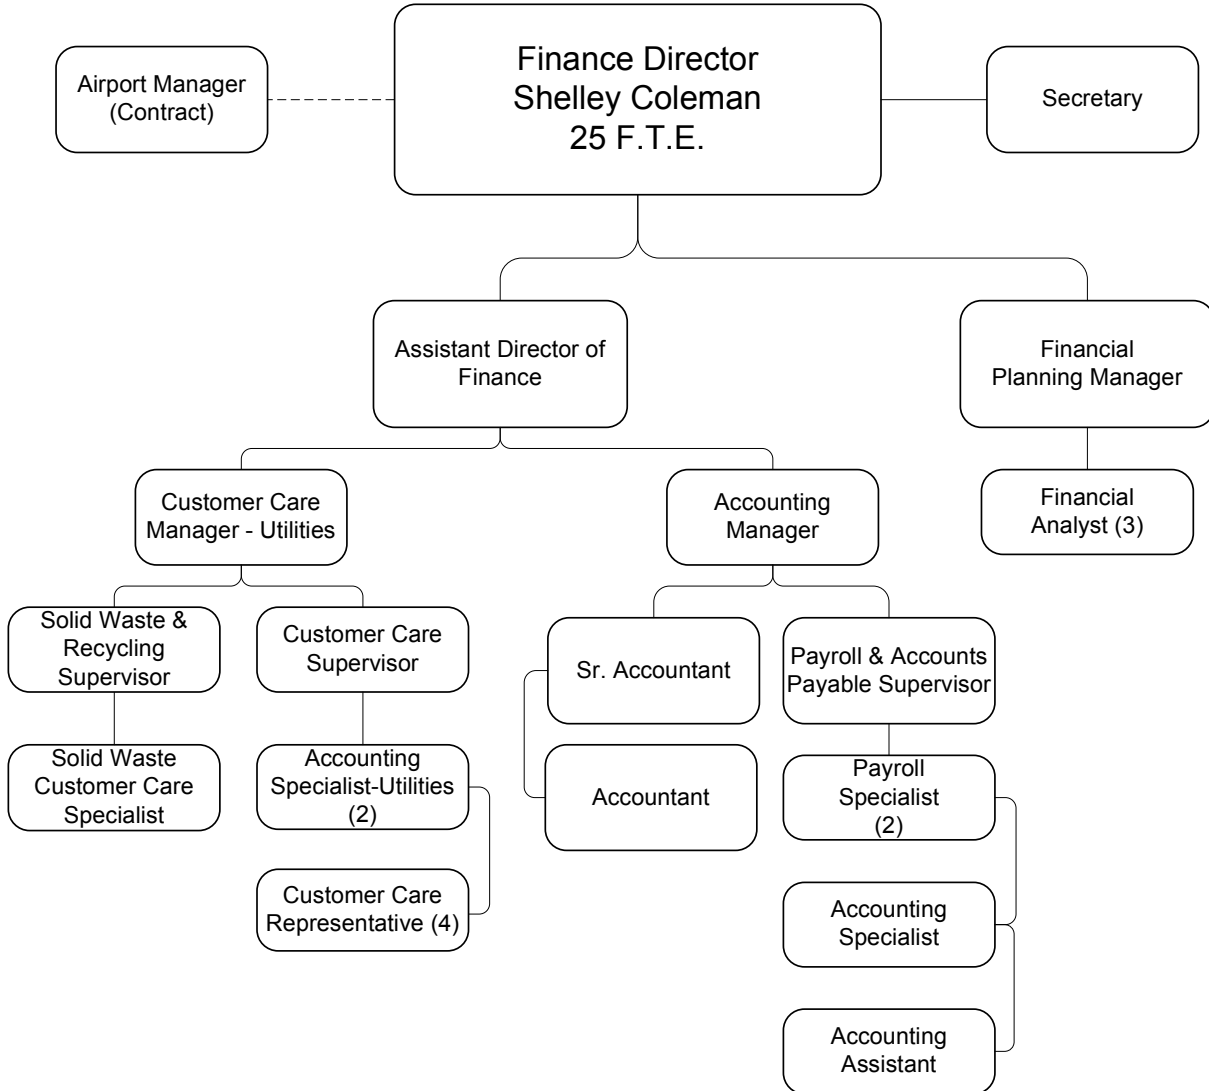 Finance Director
Shelley Coleman
25 F.T.E.
Airport Manager
(Contract)
Secretary
Assistant Director of
Finance
Financial
Planning Manager
Customer Care
Manager - Utilities
Accounting
Manager
Financial
Analyst (3)
Solid Waste &
Recycling
Supervisor
Customer Care
Supervisor
Sr. Accountant
Payroll & Accounts
Payable Supervisor
Solid Waste
Customer Care
Specialist
Accounting
Specialist-Utilities
(2)
Accountant
Payroll
Specialist
(2)
Customer Care
Representative (4)
Accounting
Specialist
Accounting
Assistant